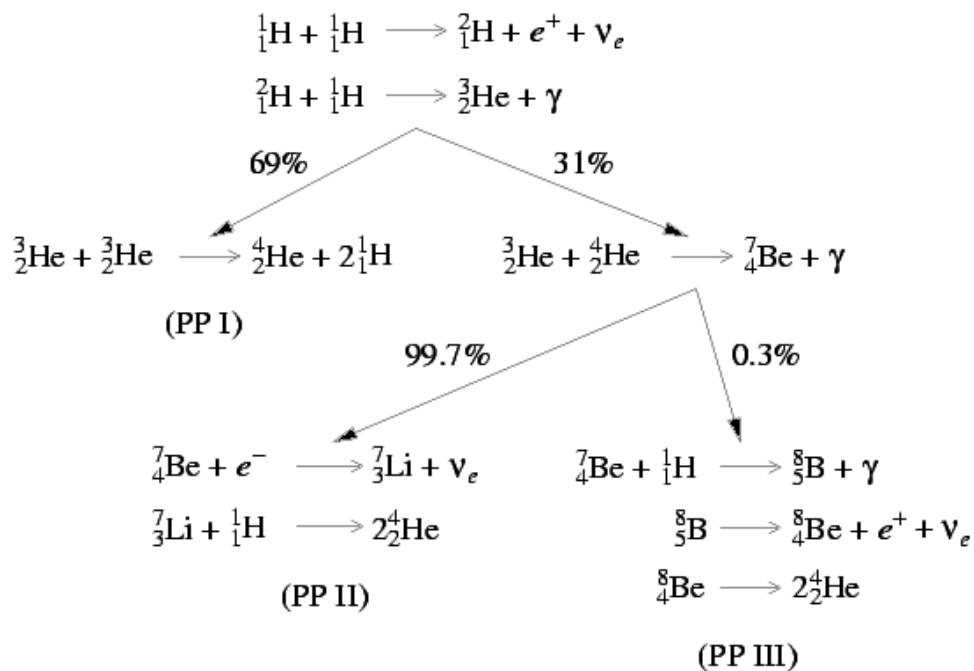 ¹₁H + ¹₁H ⟶ ²₁H + e⁺ + νₑ
²₁H + ¹₁H ⟶ ³₂He + γ
69% 31%
³₂He + ³₂He ⟶ ⁴₂He + 2¹₁H ³₂He + ⁴₂He ⟶ ⁷₄Be + γ
(PP I)
99.7% 0.3%
⁷₄Be + e⁻ ⟶ ⁷₃Li + νₑ ⁷₄Be + ¹₁H ⟶ ⁸₅B + γ
⁷₃Li + ¹₁H ⟶ 2⁴₂He ⁸₅B ⟶ ⁸₄Be + e⁺ + νₑ
(PP II) ⁸₄Be ⟶ 2⁴₂He
(PP III)